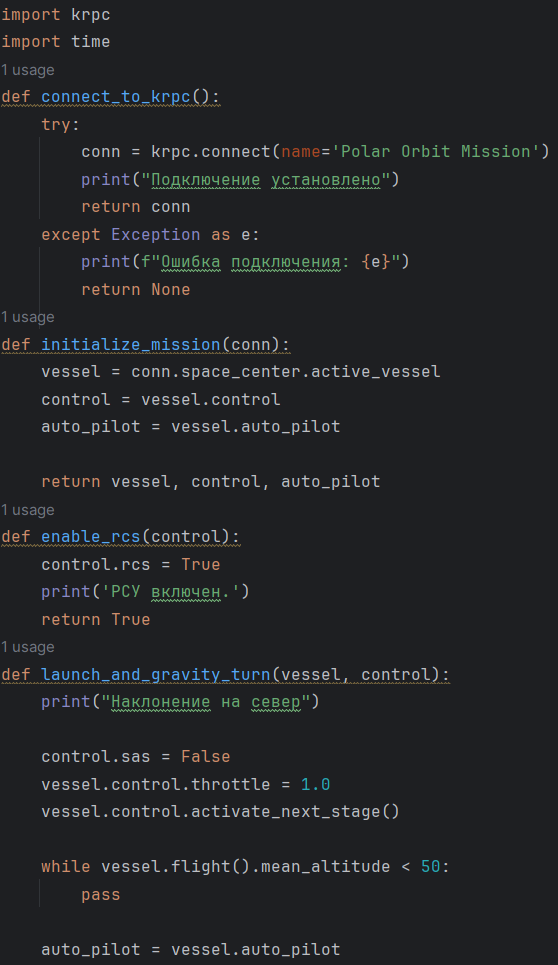 import krpc
import time
1 usage
def connect_to_krpc():
    try:
        conn = krpc.connect(name='Polar Orbit Mission')
        print("Подключение установлено")
        return conn
    except Exception as e:
        print(f"Ошибка подключения: {e}")
        return None
1 usage
def initialize_mission(conn):
    vessel = conn.space_center.active_vessel
    control = vessel.control
    auto_pilot = vessel.auto_pilot

    return vessel, control, auto_pilot
1 usage
def enable_rcs(control):
    control.rcs = True
    print('РСУ включен.')
    return True
1 usage
def launch_and_gravity_turn(vessel, control):
    print("Наклонение на север")

    control.sas = False
    vessel.control.throttle = 1.0
    vessel.control.activate_next_stage()

    while vessel.flight().mean_altitude < 50:
        pass

    auto_pilot = vessel.auto_pilot